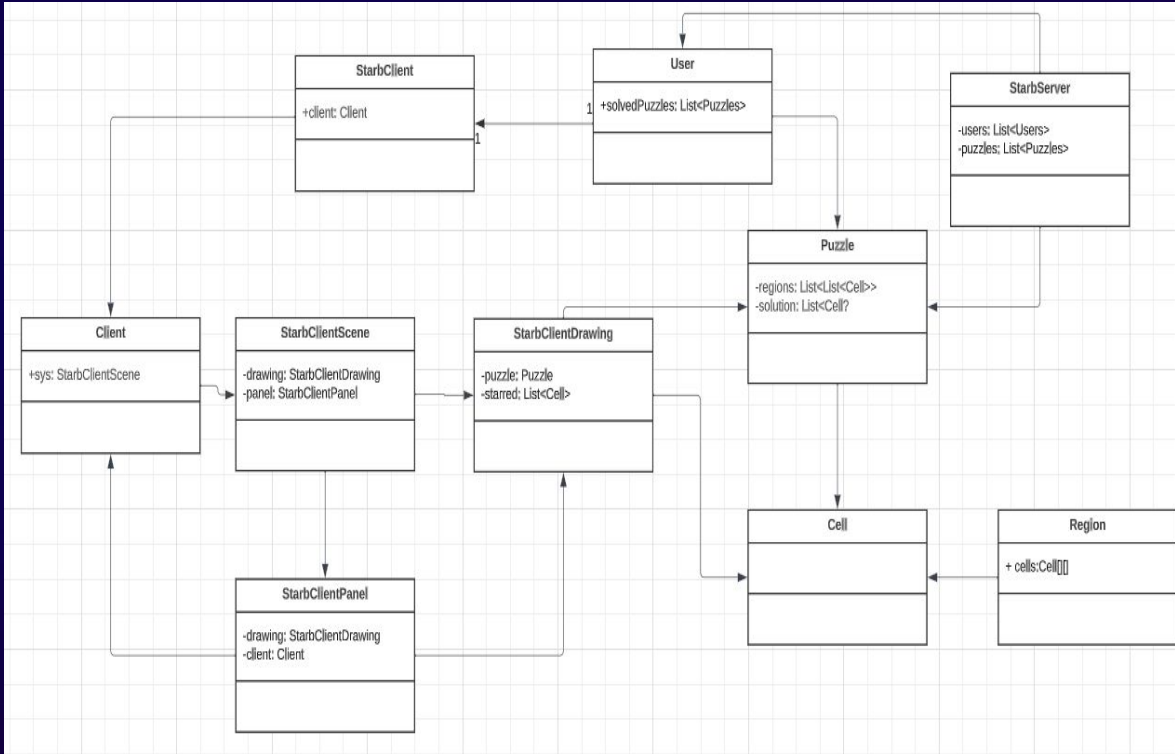 StarbClient
+client: Client
User
+solvedPuzzles: List<Puzzles>
1
1
StarbServer
-users: List<Users>
-puzzles; List<Puzzles>
Puzzle
-regions: List<List<Cell>>
-solution: List<Cell?
Client
+sys: StarbClientScene
StarbClientScene
-drawing: StarbClientDrawing
-panel: StarbClientPanel
StarbClientDrawing
-puzzle: Puzzle
-starred; List<Cell>
Cell
Region
+ cells:Cell[][]
StarbClientPanel
-drawing; StarbClientDrawing
-client: Client